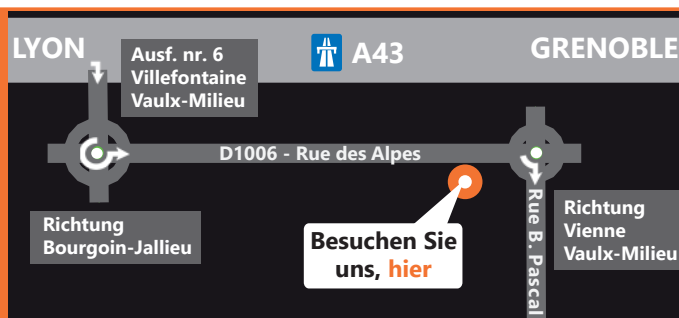 LYON
Ausf. nr. 6
Villefontaine
Vaulx-Milieu
A43
GRENOBLE
D1006 - Rue des Alpes
Richtung
Bourgoin-Jallieu
Besuchen Sie
uns, hier
Rue B. Pascal
Richtung
Vienne
Vaulx-Milieu